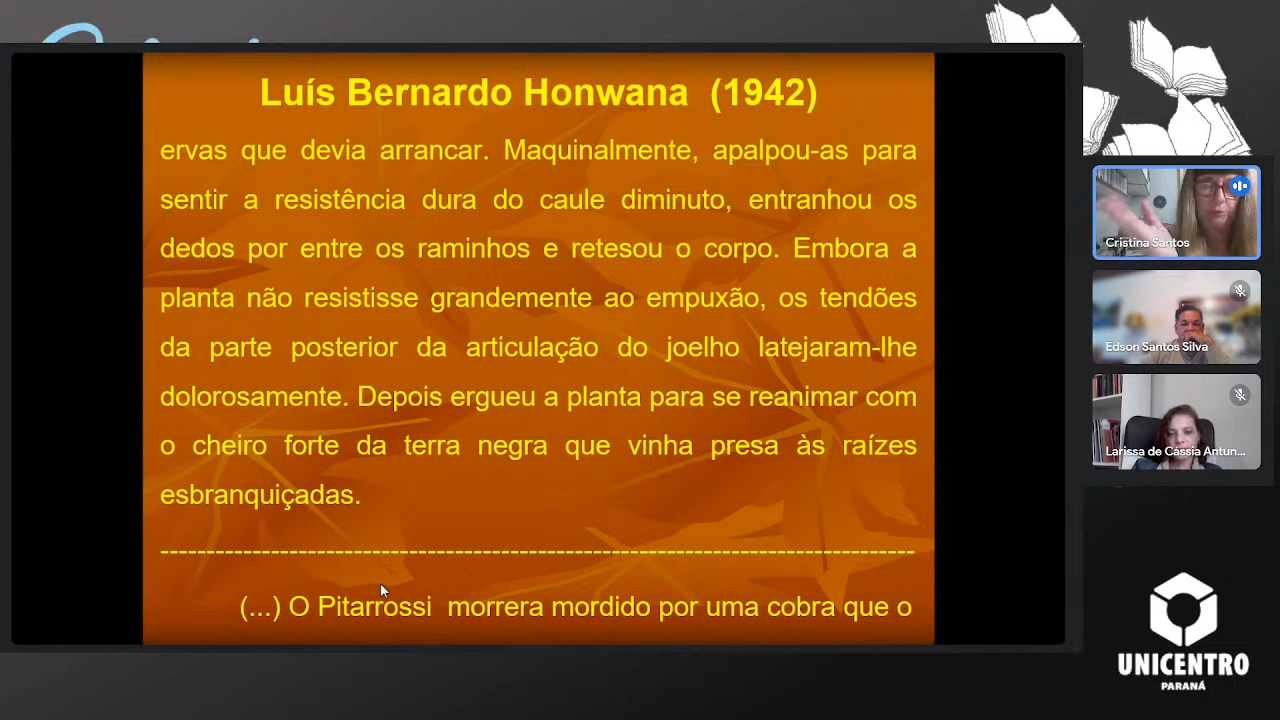 Luís Bernardo Honwana (1942)
ervas que devia arrancar. Maquinalmente, apalpou-as para
sentir a resistência dura do caule diminuto, entranhou os
dedos por entre os raminhos e retesou o corpo. Embora a
planta não resistisse grandemente ao empuxão, os tendões
da parte posterior da articulação do joelho latejaram-lhe
dolorosamente. Depois ergueu a planta para se reanimar com
o cheiro forte da terra negra que vinha presa às raízes
esbranquiçadas.
----------------------------------------------------------------------------------
(...) O Pitarrossi morrera mordido por uma cobra que o
Cristina Santos
Edson Santos Silva
Larissa de Cássia Antun...
UNICENTRO
PARANÁ